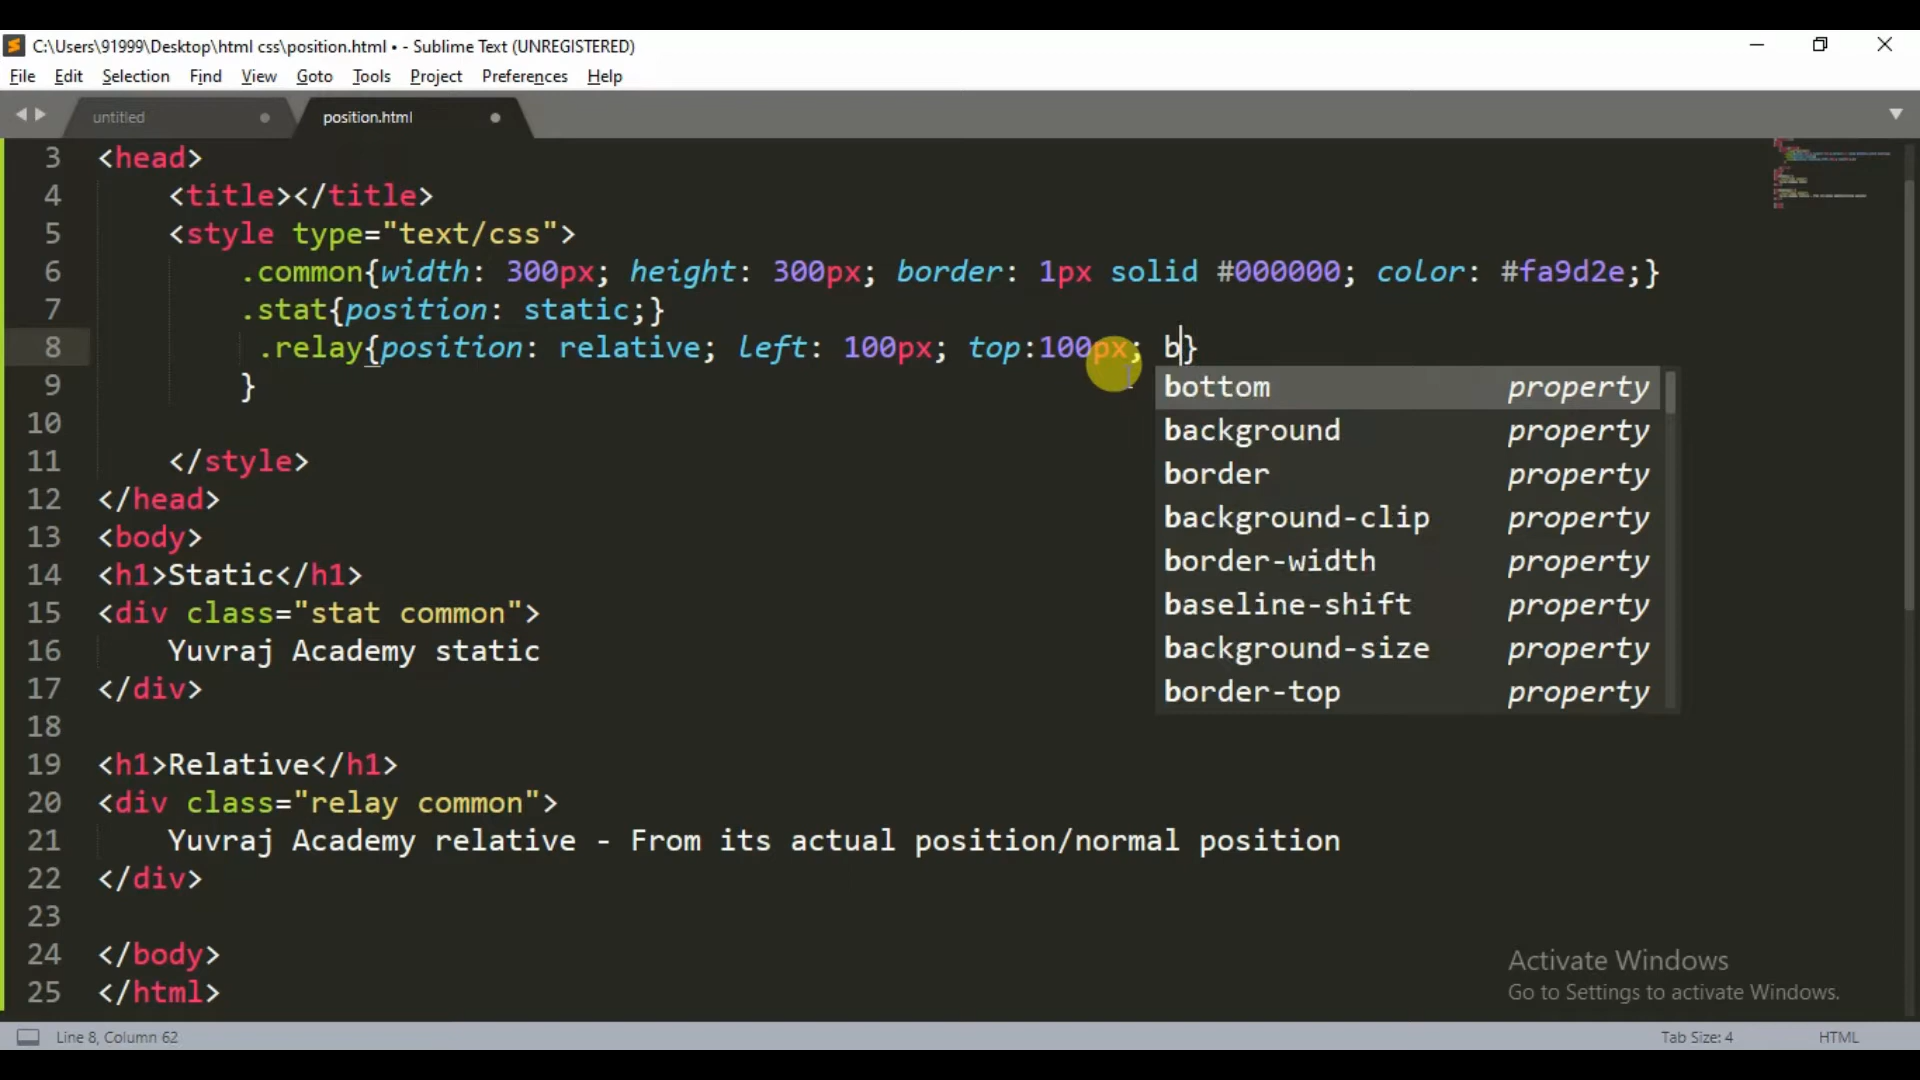 C:\Users\91999\Desktop\html css\position.html • - Sublime Text (UNREGISTERED)
File Edit Selection Find View Goto Tools Project Preferences Help
untitled position.html
3 <head>
4 <title></title>
5 <style type="text/css">
6 .common{width: 300px; height: 300px; border: 1px solid #000000; color: #fa9d2e;}
7 .stat{position: static;}
8 .relay{position: relative; left: 100px; top:100px; b}
9 }
10
11 </style>
12 </head>
13 <body>
14 <h1>Static</h1>
15 <div class="stat common">
16 Yuvraj Academy static
17 </div>
18
19 <h1>Relative</h1>
20 <div class="relay common">
21 Yuvraj Academy relative - From its actual position/normal position
22 </div>
23
24 </body>
25 </html>
bottom property
background property
border property
background-clip property
border-width property
baseline-shift property
background-size property
border-top property
Activate Windows
Go to Settings to activate Windows.
Line 8, Column 62 Tab Size: 4 HTML